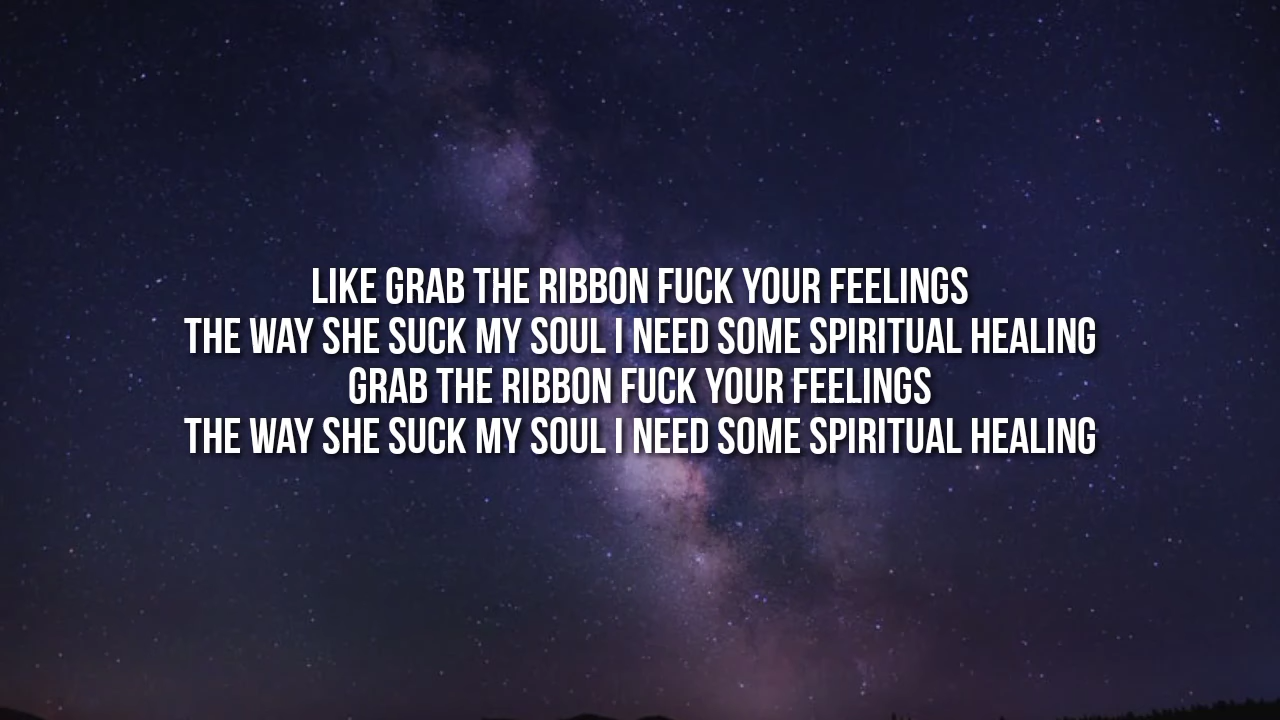 LIKE GRAB THE RIBBON FUCK YOUR FEELINGS
THE WAY SHE SUCK MY SOUL I NEED SOME SPIRITUAL HEALING
GRAB THE RIBBON FUCK YOUR FEELINGS
THE WAY SHE SUCK MY SOUL I NEED SOME SPIRITUAL HEALING